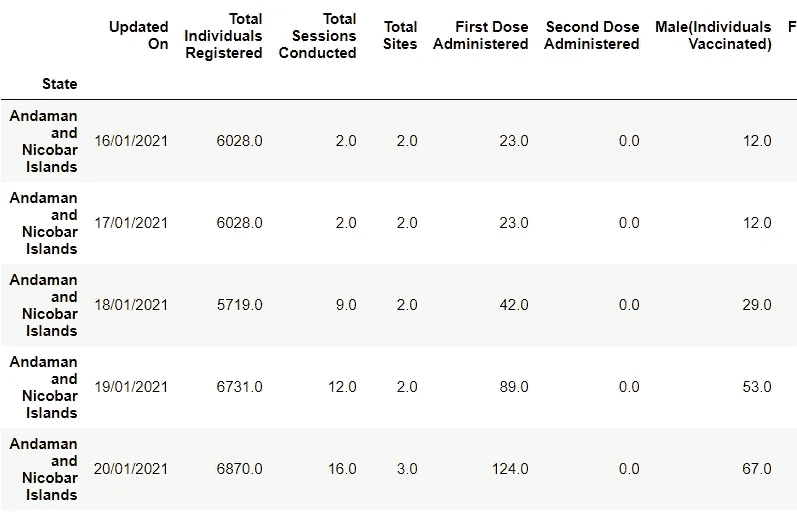 Updated On Total Individuals Registered Total Sessions Conducted Total Sites First Dose Administered Second Dose Administered Male(Individuals Vaccinated) F
State
Andaman and Nicobar Islands 16/01/2021 6028.0 2.0 2.0 23.0 0.0 12.0
Andaman and Nicobar Islands 17/01/2021 6028.0 2.0 2.0 23.0 0.0 12.0
Andaman and Nicobar Islands 18/01/2021 5719.0 9.0 2.0 42.0 0.0 29.0
Andaman and Nicobar Islands 19/01/2021 6731.0 12.0 2.0 89.0 0.0 53.0
Andaman and Nicobar Islands 20/01/2021 6870.0 16.0 3.0 124.0 0.0 67.0